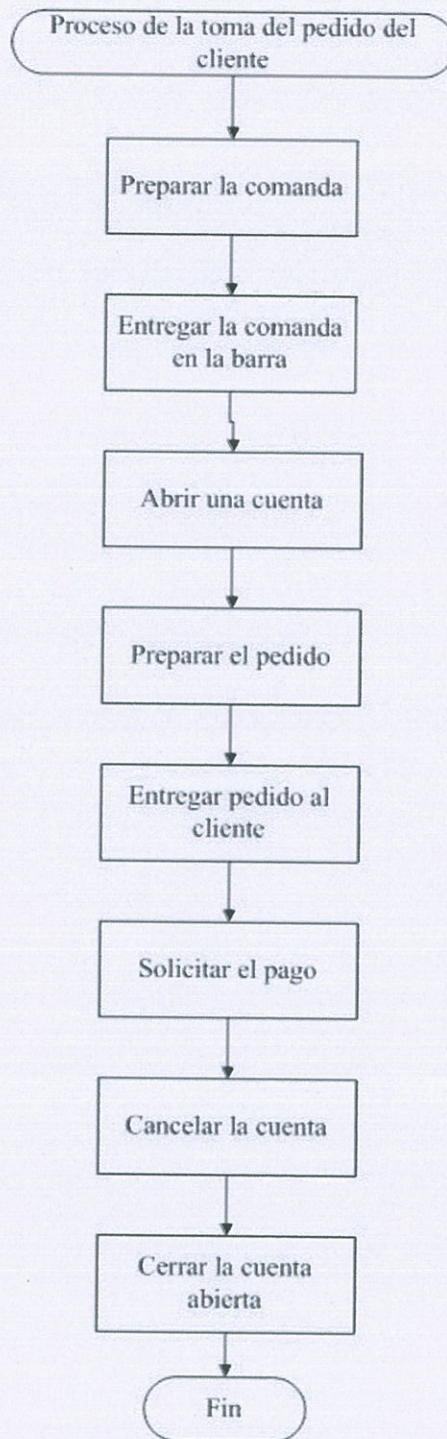 Proceso de la toma del pedido del
cliente
Preparar la comanda
Entregar la comanda
en la barra
Abrir una cuenta
Preparar el pedido
Entregar pedido al
cliente
Solicitar el pago
Cancelar la cuenta
Cerrar la cuenta
abierta
Fin